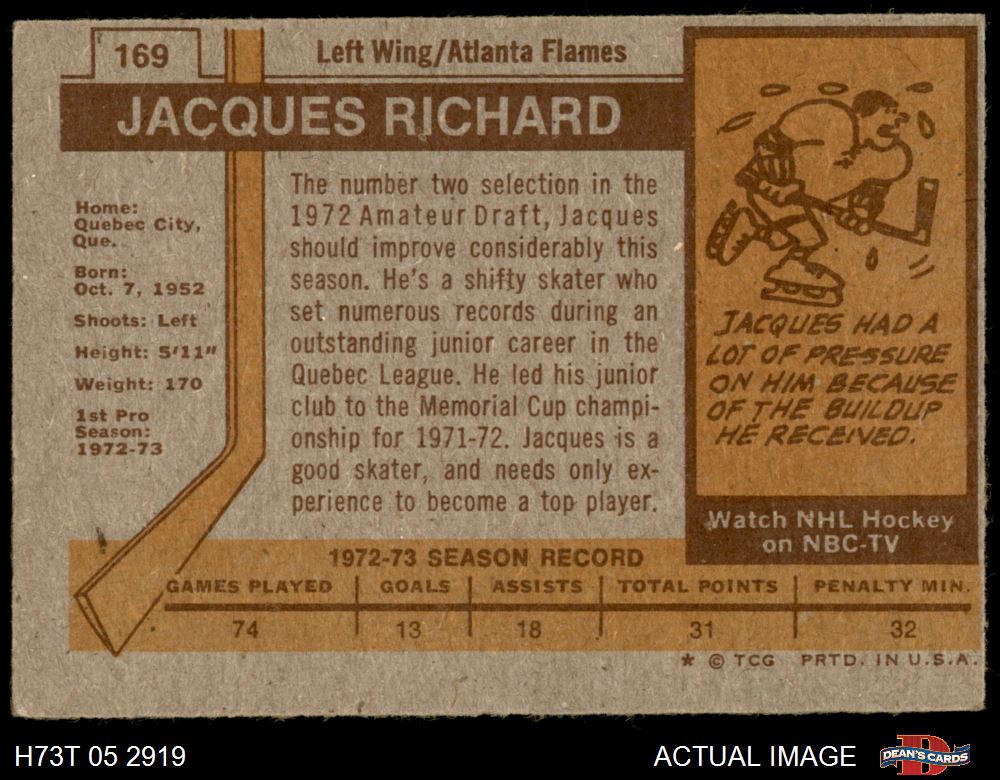 169
Left Wing/Atlanta Flames
JACQUES RICHARD
Home:
Quebec City,
Que.
Born:
Oct. 7, 1952
Shoots: Left
Height: 5'11"
Weight: 170
1st Pro
Season:
1972-73
The number two selection in the
1972 Amateur Draft, Jacques
should improve considerably this
season. He's a shifty skater who
set numerous records during an
outstanding junior career in the
Quebec League. He led his junior
club to the Memorial Cup champi-
onship for 1971-72. Jacques is a
good skater, and needs only ex-
perience to become a top player.
JACQUES HAD A
LOT OF PRESSURE
ON HIM BECAUSE
OF THE BUILDUP
HE RECEIVED.
Watch NHL Hockey
on NBC-TV
1972-73 SEASON RECORD
GAMES PLAYED GOALS ASSISTS TOTAL POINTS PENALTY MIN.
74 13 18 31 32
* © TCG PRTD. IN U.S.A.
H73T 05 2919
ACTUAL IMAGE
D
DEAN'S CARDS